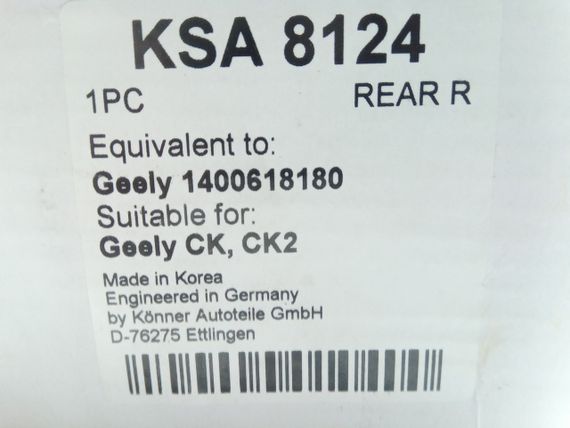 KSA 8124
1PC REAR R
Equivalent to:
Geely 1400618180
Suitable for:
Geely CK, CK2
Made in Korea
Engineered in Germany
by Könner Autoteile GmbH
D-76275 Ettlingen